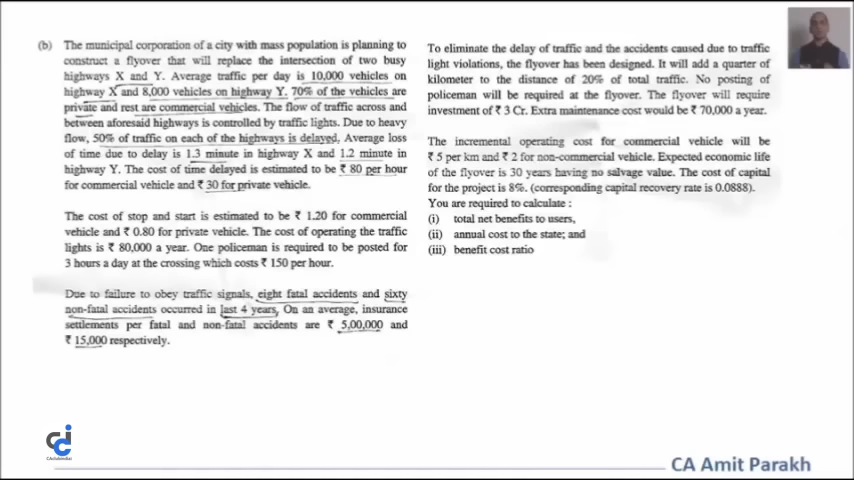 (b) The municipal corporation of a city with mass population is planning to
construct a flyover that will replace the intersection of two busy
highways X and Y. Average traffic per day is 10,000 vehicles on
highway X and 8,000 vehicles on highway Y. 70% of the vehicles are
private and rest are commercial vehicles. The flow of traffic across and
between aforesaid highways is controlled by traffic lights. Due to heavy
flow, 50% of traffic on each of the highways is delayed. Average loss
of time due to delay is 1.3 minute in highway X and 1.2 minute in
highway Y. The cost of time delayed is estimated to be ₹ 80 per hour
for commercial vehicle and ₹ 30 for private vehicle.
The cost of stop and start is estimated to be ₹ 1.20 for commercial
vehicle and ₹ 0.80 for private vehicle. The cost of operating the traffic
lights is ₹ 80,000 a year. One policeman is required to be posted for
3 hours a day at the crossing which costs ₹ 150 per hour.
Due to failure to obey traffic signals, eight fatal accidents and sixty
non-fatal accidents occurred in last 4 years. On an average, insurance
settlements per fatal and non-fatal accidents are ₹ 5,00,000 and
₹ 15,000 respectively.
To eliminate the delay of traffic and the accidents caused due to traffic
light violations, the flyover has been designed. It will add a quarter of
kilometer to the distance of 20% of total traffic. No posting of
policeman will be required at the flyover. The flyover will require
investment of ₹ 3 Cr. Extra maintenance cost would be ₹ 70,000 a year.
The incremental operating cost for commercial vehicle will be
₹ 5 per km and ₹ 2 for non-commercial vehicle. Expected economic life
of the flyover is 30 years having no salvage value. The cost of capital
for the project is 8%. (corresponding capital recovery rate is 0.0888).
You are required to calculate :
(i) total net benefits to users,
(ii) annual cost to the state; and
(iii) benefit cost ratio
CA Amit Parakh